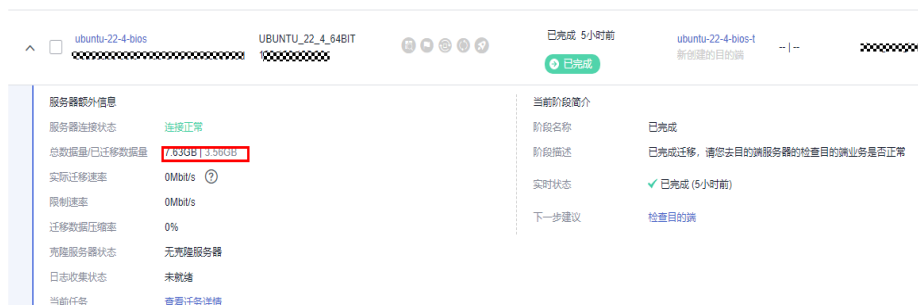 ubuntu-22-4-bios
UBUNTU_22_4_64BIT
已完成 5小时前
已完成
ubuntu-22-4-bios-t
新创建的目的端
-- | --
服务器额外信息
服务器连接状态 连接正常
总数据量/已迁移数据量 7.63GB | 3.56GB
实际迁移速率 0Mbit/s ?
限制速率 0Mbit/s
迁移数据压缩率 0%
克隆服务器状态 无克隆服务器
日志收集状态 未就绪
当前任务 查看迁务详情
当前阶段简介
阶段名称 已完成
阶段描述 已完成迁移，请您去目的端服务器的检查目的端业务是否正常
实时状态 已完成 (5小时前)
下一步建议 检查目的端